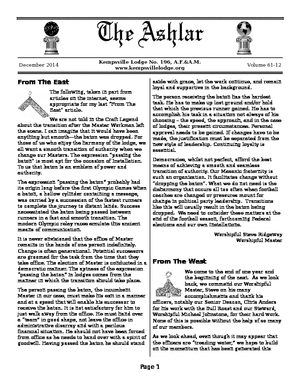 The Ashlar
Kempsville Lodge No. 196, A.F.&A.M.
www.kempsvillelodge.org
December 2014
Volume 61-12
From The East
The following, taken in part from
articles on the internet, seems
appropriate for my last "From The
East" article.
We are not told in the Craft Legend
about the transition after the Master Workman left
the scene. I can imagine that it would have been
anything but smooth—the baton was dropped. For
those of us who enjoy the harmony of the lodge, we
all want a smooth transition of authority when we
change our Masters. The expression "passing the
baton" is most apt for the occasion of Installation.
To us that baton is an emblem of power and
authority.
The expression "passing the baton" probably had
its origin long before the first Olympic Games when
a baton, a hollow cylinder containing a message,
was carried by a succession of the fastest runners
to complete the journey to distant fields. Success
necessitated the baton being passed between
runners in a fast and smooth transition. The
modern Olympic relay races emulate this ancient
means of communication.
It is never envisioned that the office of Master
remains in the hands of one person indefinitely.
Change is often generational. Potential successors
are groomed for the task from the time that they
take office. The election of Master is conducted in a
democratic manner. The aptness of the expression
"passing the baton" in lodges comes from the
manner in which the transition should take place.
The person passing the baton, the incumbent
Master in our case, must make his exit in a manner
and at a speed that will enable his successor to
receive the baton. It is not satisfactory for him to
just walk away from the office. He must build over
a "team" in good shape, not leave the office in
administrative disarray and with a perilous
financial situation. He should not have been forced
from office as he needs to hand over with a spirit of
goodwill. Having passed the baton he should stand
aside with grace, let the work continue, and remain
loyal and supportive in the background.
The person receiving the baton has the hardest
task. He has to make up lost ground and/or hold
that which the previous runner gained. He has to
accomplish his task in a situation not always of his
choosing – the speed, the approach, and in the case
of lodges, their present circumstances. Personal
approval needs to be gained. If changes have to be
made, the justification must be separated from the
new style of leadership. Continuing loyalty is
essential.
Democracies, whilst not perfect, afford the best
means of achieving a smooth and seamless
transition of authority. Our Masonic fraternity is
such an organization. It facilitates change without
"dropping the baton". What we do not need is the
disharmony that occurs all too often when football
coaches are changed or pressures mount for
change in political party leadership. Transitions
like this will usually result in the baton being
dropped. We need to consider these matters at the
end of the football season, forthcoming Federal
elections and our own Installations.
Worshipful Steve Ridgeway
Worshipful Master
From The West
We come to the end of one year and
the beginning of the next. As we look
back, we commend our Worshipful
Master, Steve on his many
accomplishments and thank his
officers, notably our Senior Deacon, Chris Anders
for his work with the Bull Roast and our Steward,
Worshipful Michael Johnstone, for their hard work.
None of this is possible without the help of so many
of our members.
As we look ahead, even though it may appear that
the officers are "trading water," we hope to build
on the momentum that has been generated this
Page 1